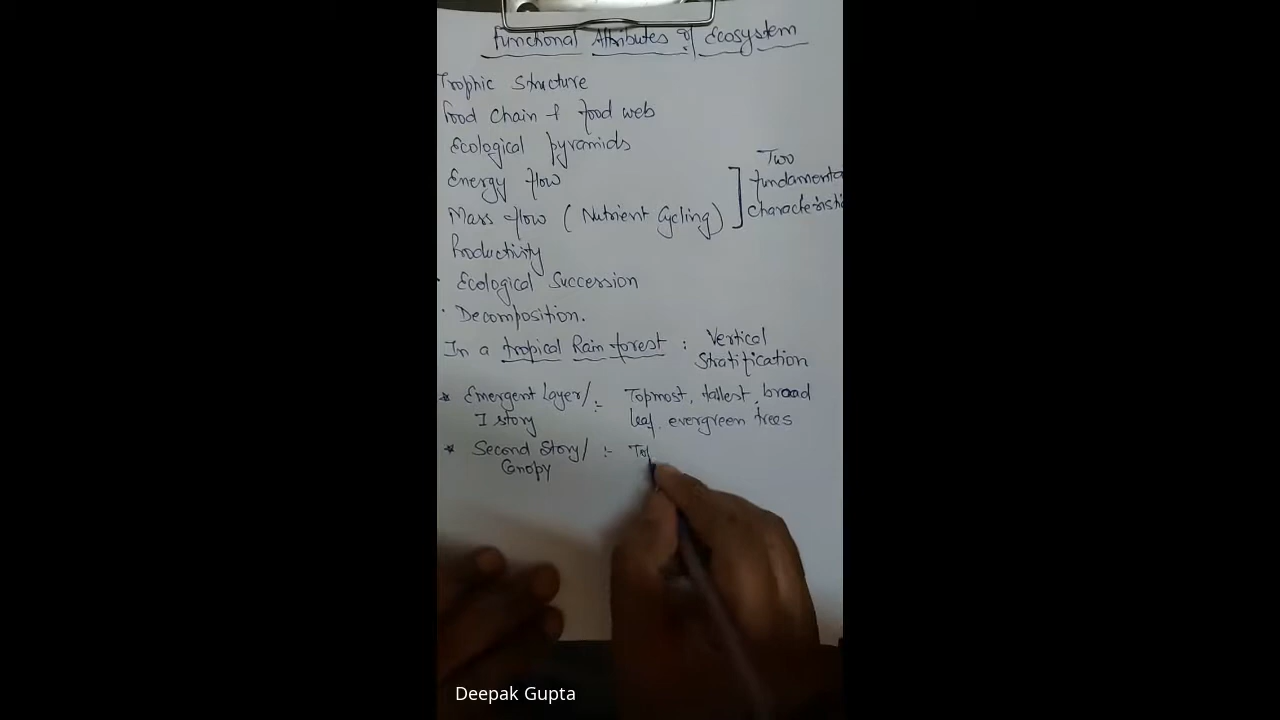 Functional Attributes of Ecosystem
Trophic Structure
Food Chain & food web
Ecological pyramids
Energy flow
Mass flow ( Nutrient Cycling)
Two
fundamenta
characteristi
Productivity
· Ecological Succession
· Decomposition.
In a tropical Rain forest : Vertical
Stratification
* Emergent Layer/ :- Topmost, tallest, broad
I story leaf evergreen trees
* Second Story/ :- To
Canopy
Deepak Gupta